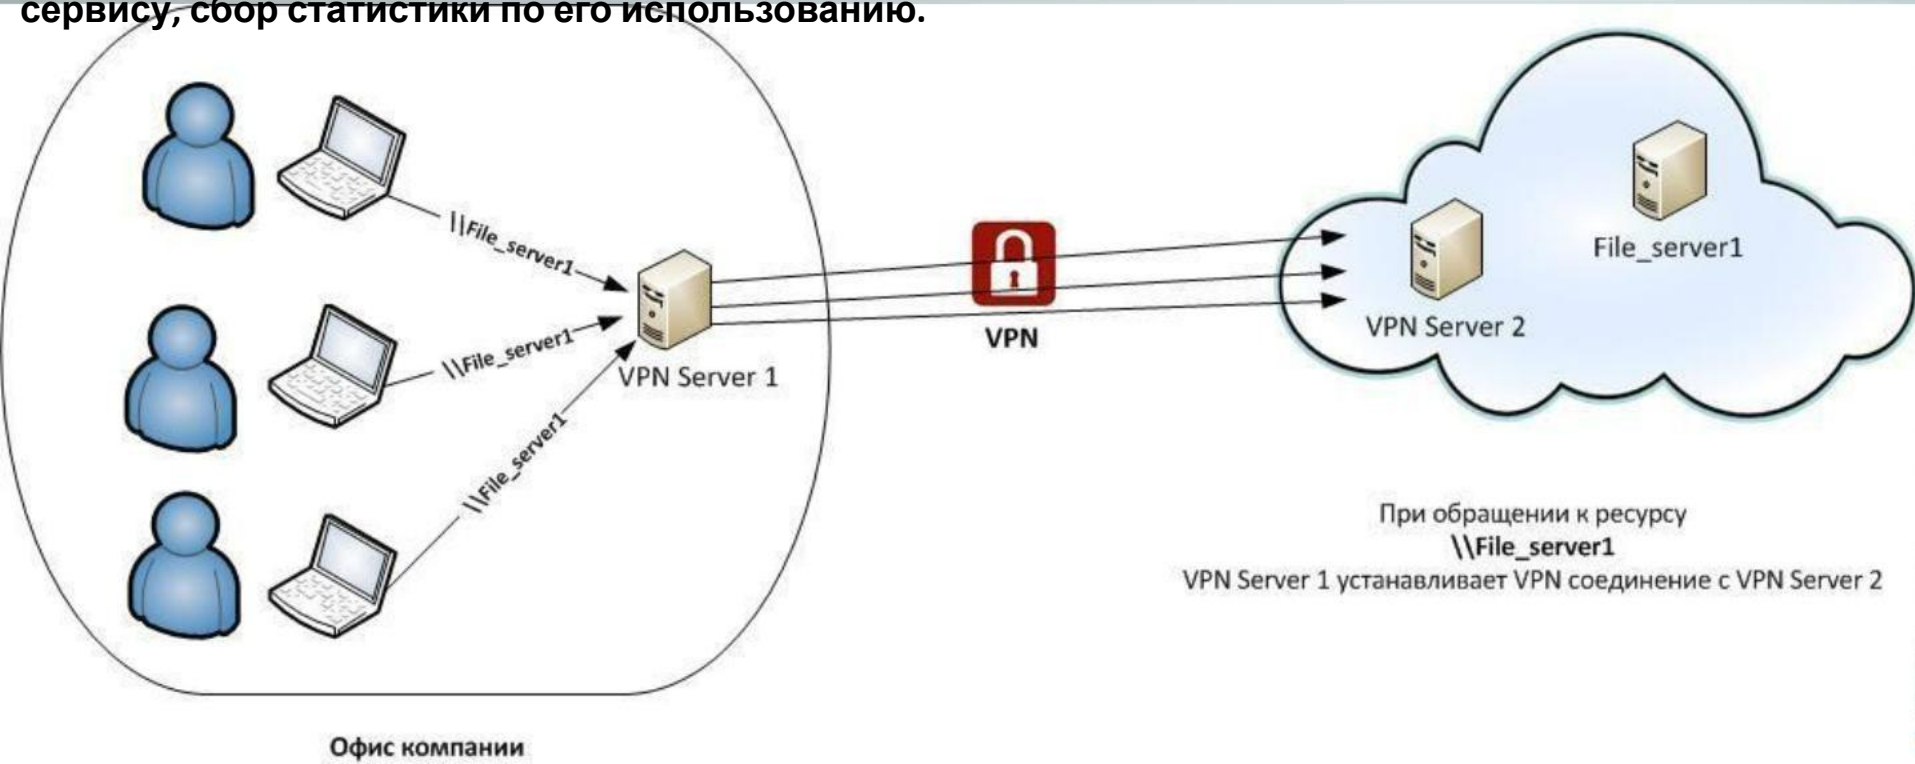 сервису, сбор статистики по его использованию.
\\File_server1
\\File_server1
\\File_server1
VPN Server 1
VPN
VPN Server 2
File_server1
При обращении к ресурсу
\\File_server1
VPN Server 1 устанавливает VPN соединение с VPN Server 2
Офис компании